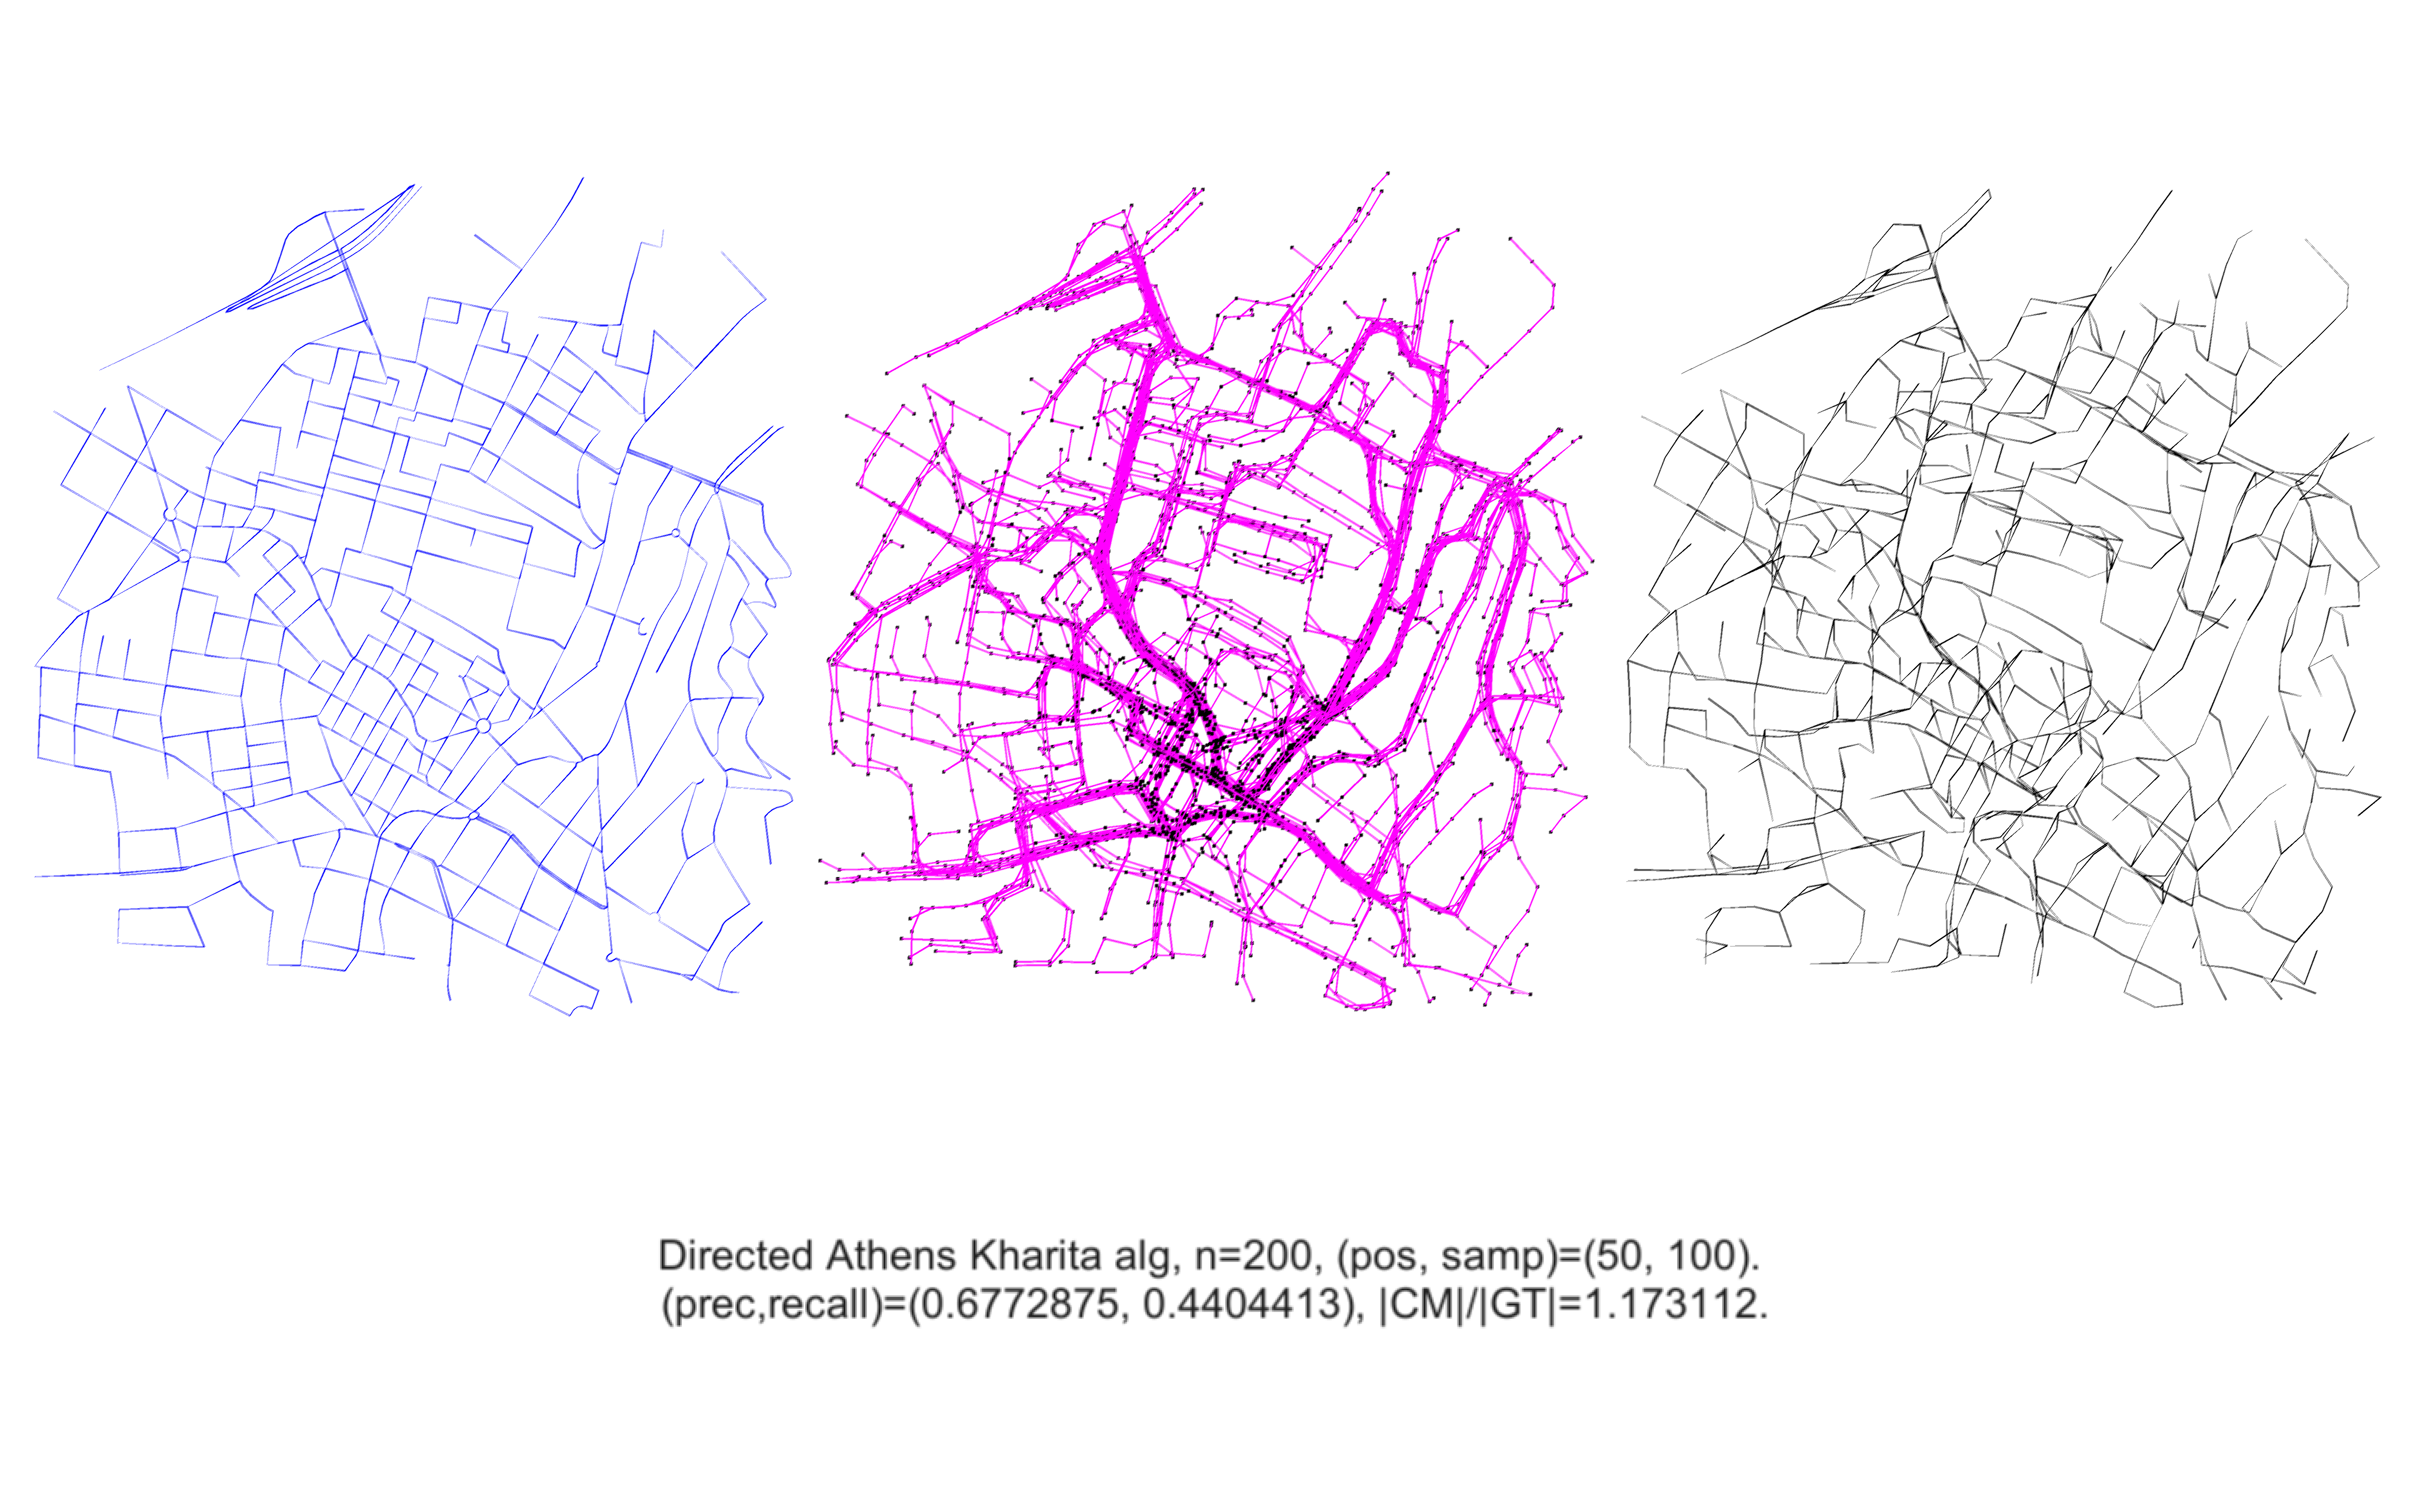 Directed Athens Kharita alg, n=200, (pos, samp)=(50, 100).
(prec,recall)=(0.6772875, 0.4404413), |CM|/|GT|=1.173112.